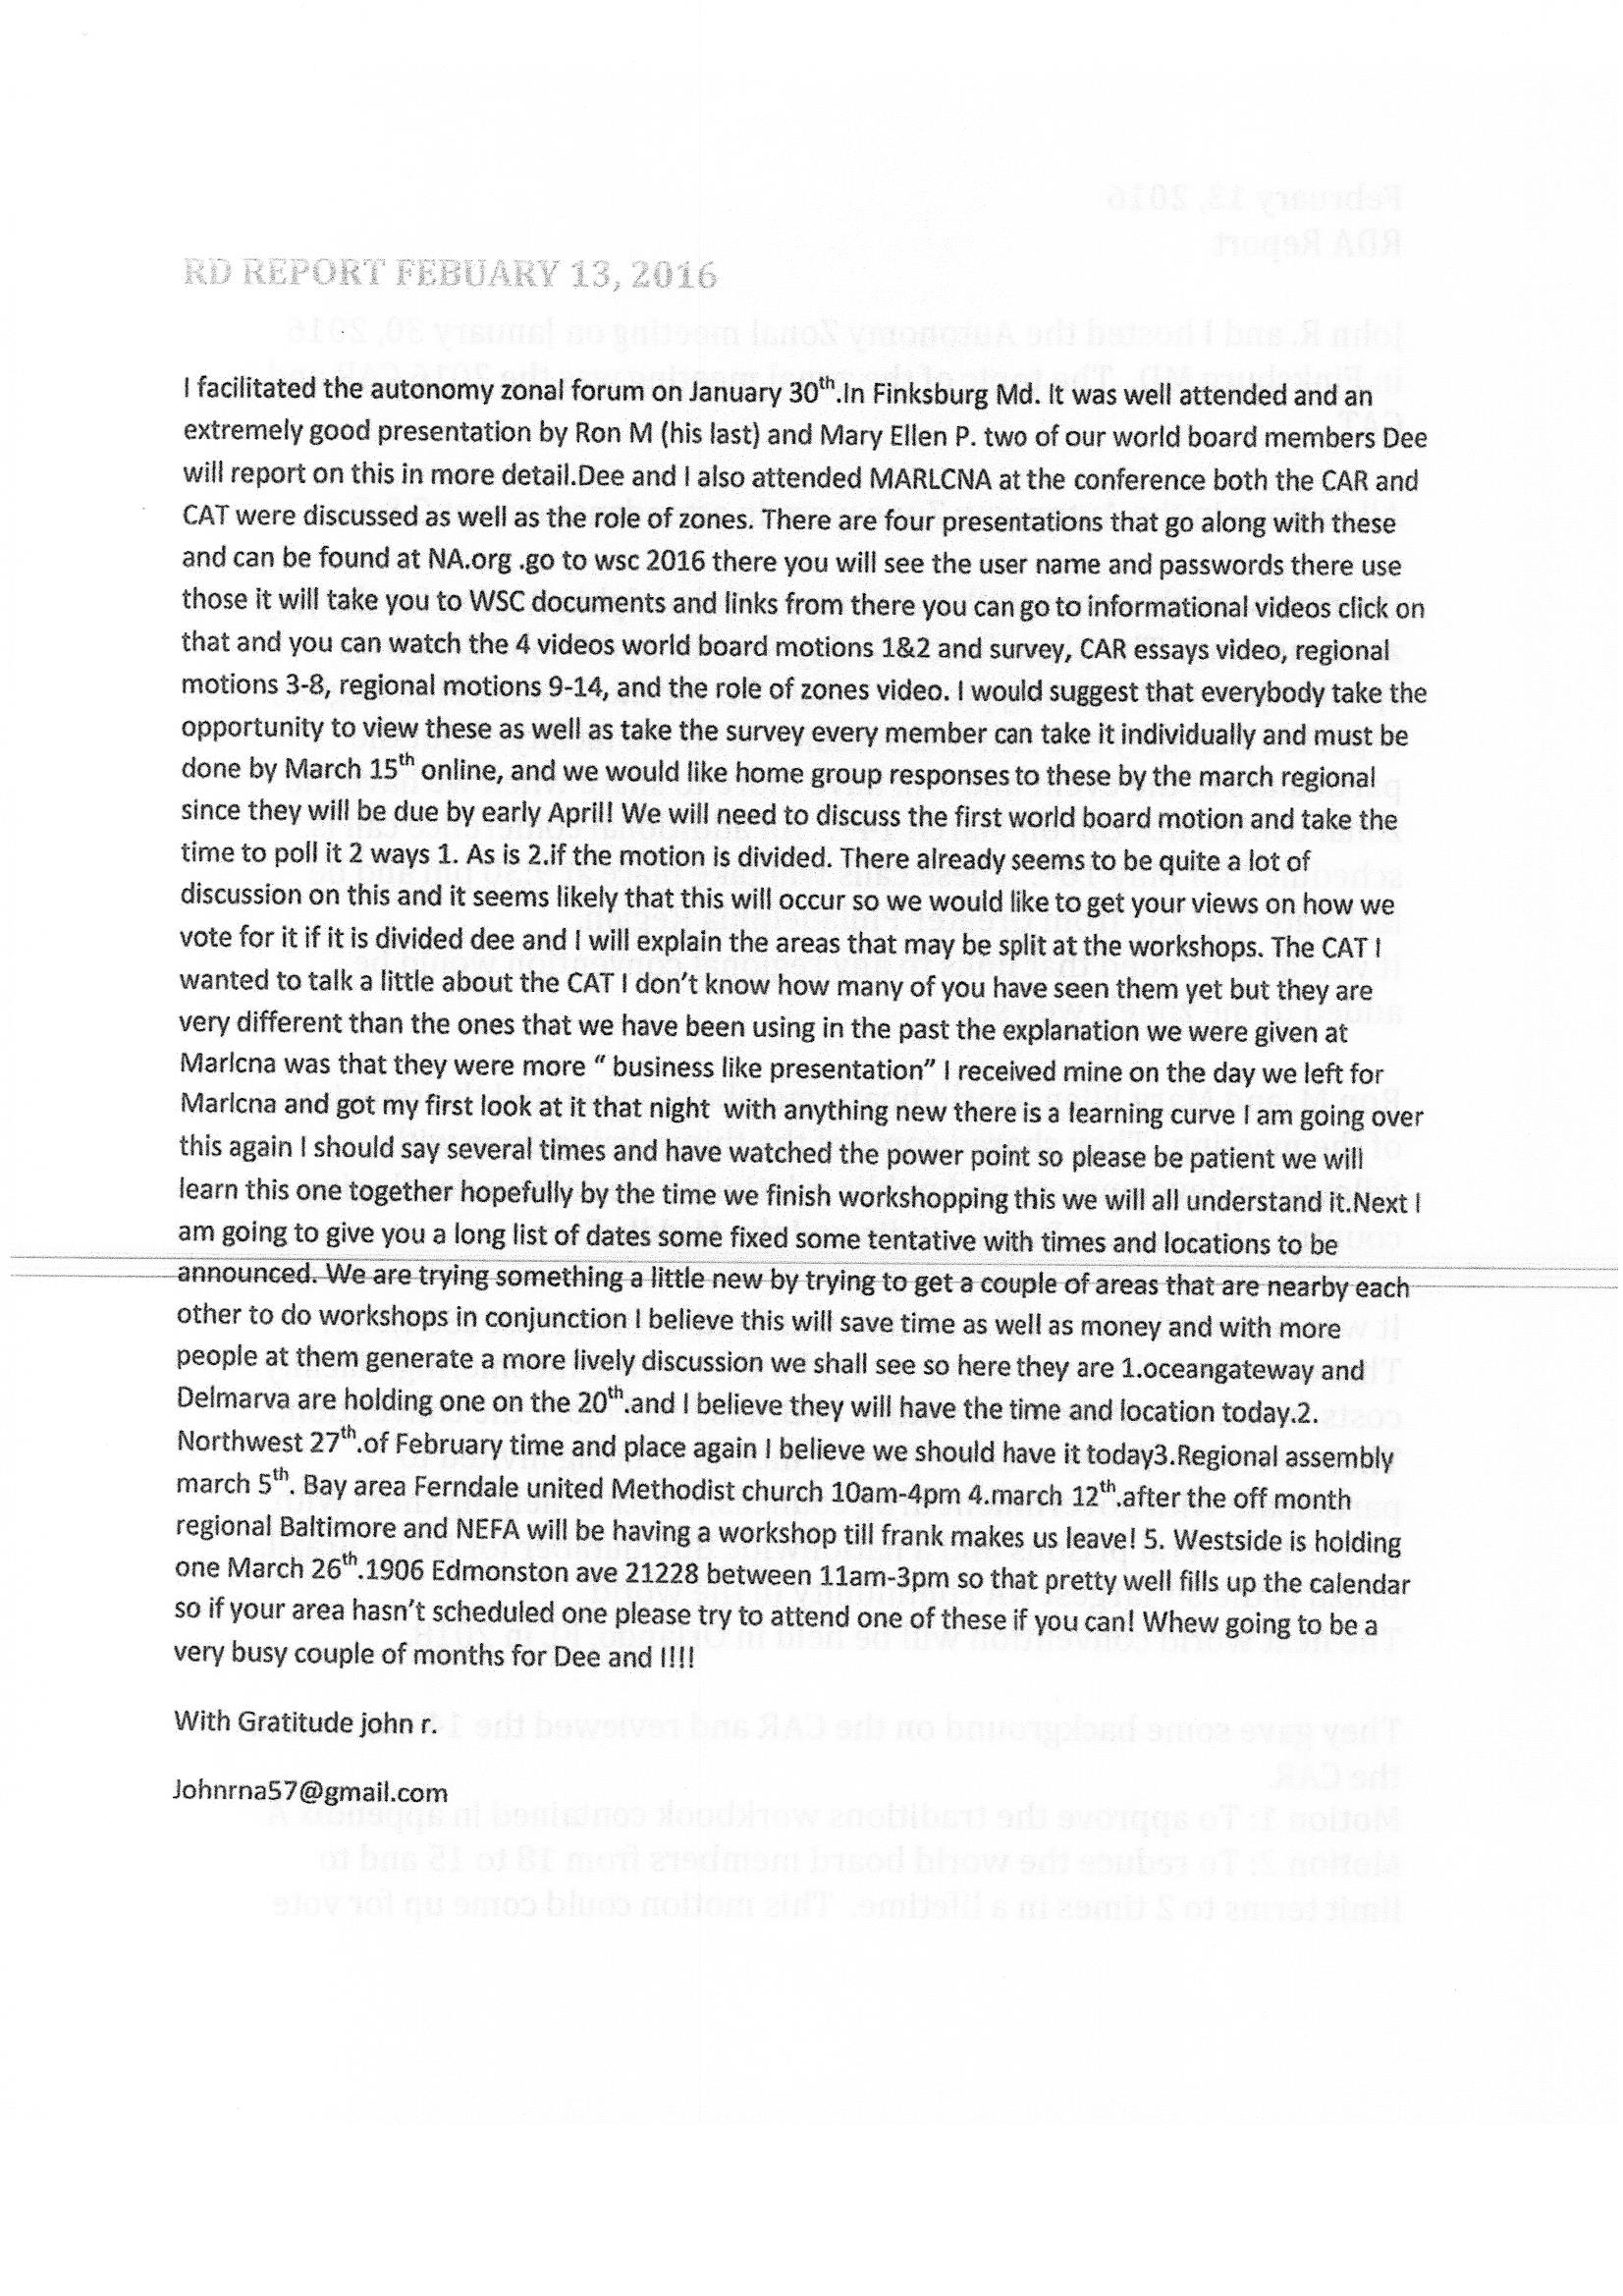 RD REPORT FEBUARY 13, 2016
I facilitated the autonomy zonal forum on January 30th.In Finksburg Md. It was well attended and an
extremely good presentation by Ron M (his last) and Mary Ellen P. two of our world board members Dee
will report on this in more detail.Dee and I also attended MARLCNA at the conference both the CAR and
CAT were discussed as well as the role of zones. There are four presentations that go along with these
and can be found at NA.org .go to wsc 2016 there you will see the user name and passwords there use
those it will take you to WSC documents and links from there you can go to informational videos click on
that and you can watch the 4 videos world board motions 1&2 and survey, CAR essays video, regional
motions 3-8, regional motions 9-14, and the role of zones video. I would suggest that everybody take the
opportunity to view these as well as take the survey every member can take it individually and must be
done by March 15th online, and we would like home group responses to these by the march regional
since they will be due by early April! We will need to discuss the first world board motion and take the
time to poll it 2 ways 1. As is 2.if the motion is divided. There already seems to be quite a lot of
discussion on this and it seems likely that this will occur so we would like to get your views on how we
vote for it if it is divided dee and I will explain the areas that may be split at the workshops. The CAT I
wanted to talk a little about the CAT I don't know how many of you have seen them yet but they are
very different than the ones that we have been using in the past the explanation we were given at
Marlcna was that they were more " business like presentation" I received mine on the day we left for
Marlcna and got my first look at it that night  with anything new there is a learning curve I am going over
this again I should say several times and have watched the power point so please be patient we will
learn this one together hopefully by the time we finish workshopping this we will all understand it.Next I
am going to give you a long list of dates some fixed some tentative with times and locations to be
announced. We are trying something a little new by trying to get a couple of areas that are nearby each
other to do workshops in conjunction I believe this will save time as well as money and with more
people at them generate a more lively discussion we shall see so here they are 1.oceangateway and
Delmarva are holding one on the 20th.and I believe they will have the time and location today.2.
Northwest 27th.of February time and place again I believe we should have it today3.Regional assembly
march 5th. Bay area Ferndale united Methodist church 10am-4pm 4.march 12th.after the off month
regional Baltimore and NEFA will be having a workshop till frank makes us leave! 5. Westside is holding
one March 26th.1906 Edmonston ave 21228 between 11am-3pm so that pretty well fills up the calendar
so if your area hasn't scheduled one please try to attend one of these if you can! Whew going to be a
very busy couple of months for Dee and I!!!
With Gratitude john r.
Johnrna57@gmail.com